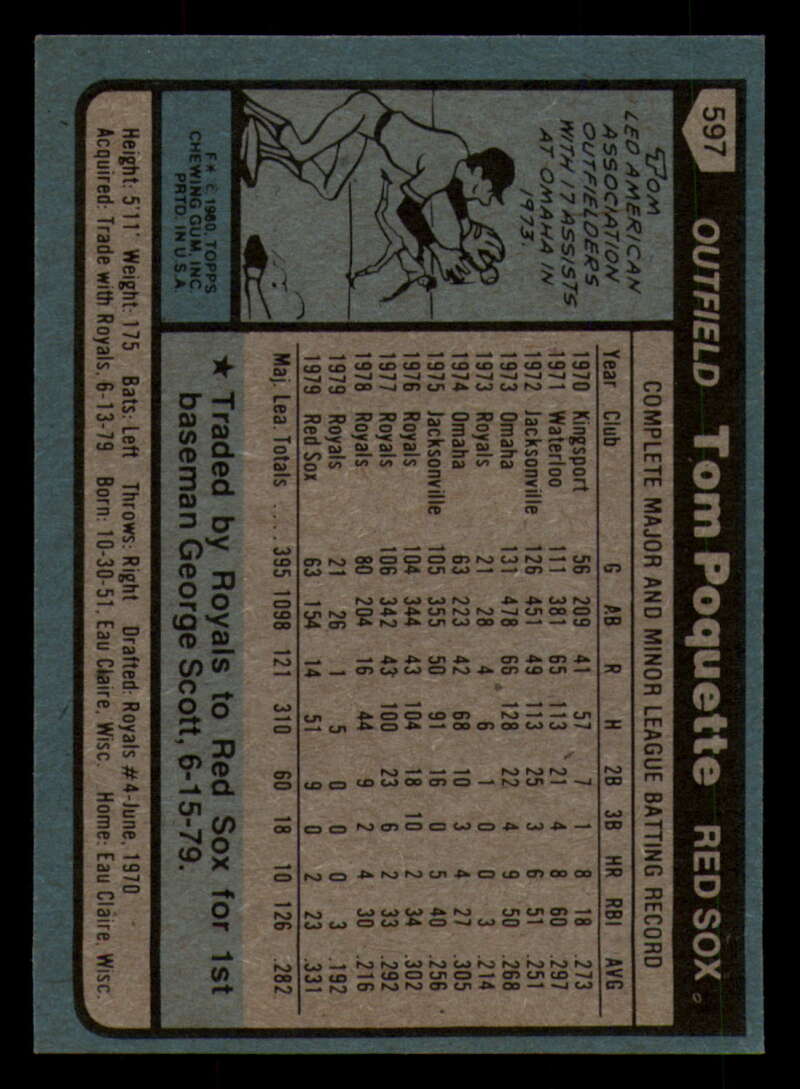 597 OUTFIELD Tom Poquette RED SOX
TOM
LED AMERICAN
ASSOCIATION
OUTFIELDERS
WITH 17 ASSISTS
AT OMAHA IN
1973.
F★ © 1980, TOPPS
CHEWING GUM, INC.
PRTD. IN U.S.A.
COMPLETE MAJOR AND MINOR LEAGUE BATTING RECORD
Year Club G AB R H 2B 3B HR RBI AVG
1970 Kingsport 56 209 41 57 7 1 8 18 .273
1971 Waterloo 111 381 65 113 21 4 8 60 .297
1972 Jacksonville 126 451 49 113 25 3 6 51 .251
1973 Omaha 131 478 66 128 22 4 9 50 .268
1973 Royals 21 28 4 6 1 0 0 3 .214
1974 Omaha 63 223 42 68 10 3 4 27 .305
1975 Jacksonville 105 355 50 91 16 0 5 40 .256
1976 Royals 104 344 43 104 18 10 2 34 .302
1977 Royals 106 342 43 100 23 6 2 33 .292
1978 Royals 80 204 16 44 9 2 4 30 .216
1979 Royals 21 26 1 5 0 0 0 3 .192
1979 Red Sox 63 154 14 51 9 0 2 23 .331
Maj. Lea. Totals ..... 395 1098 121 310 60 18 10 126 .282
★ Traded by Royals to Red Sox for 1st
baseman George Scott, 6-15-79.
Height: 5'11" Weight: 175 Bats: Left Throws: Right Drafted: Royals #4-June, 1970
Acquired: Trade with Royals, 6-13-79 Born: 10-30-51, Eau Claire, Wisc. Home: Eau Claire, Wisc.